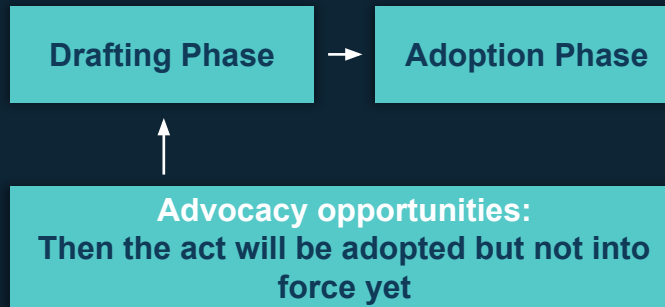 Drafting Phase
Adoption Phase
Advocacy opportunities:
Then the act will be adopted but not into
force yet